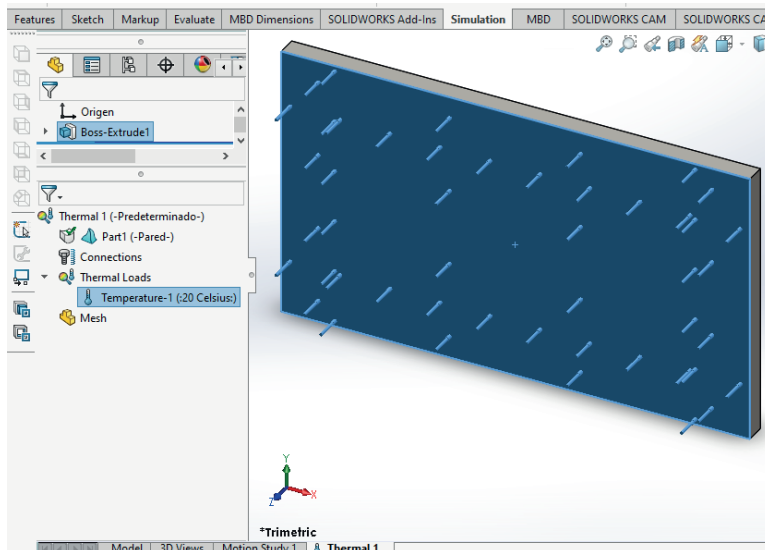 Features Sketch Markup Evaluate MBD Dimensions SOLIDWORKS Add-Ins Simulation MBD SOLIDWORKS CAM SOLIDWORKS CA
Origen
Boss-Extrude1
Thermal 1 (-Predeterminado-)
Part1 (-Pared-)
Connections
Thermal Loads
Temperature-1 (:20 Celsius:)
Mesh
Y
X
Z
*Trimetric
Model 3D Views Motion Study 1 Thermal 1